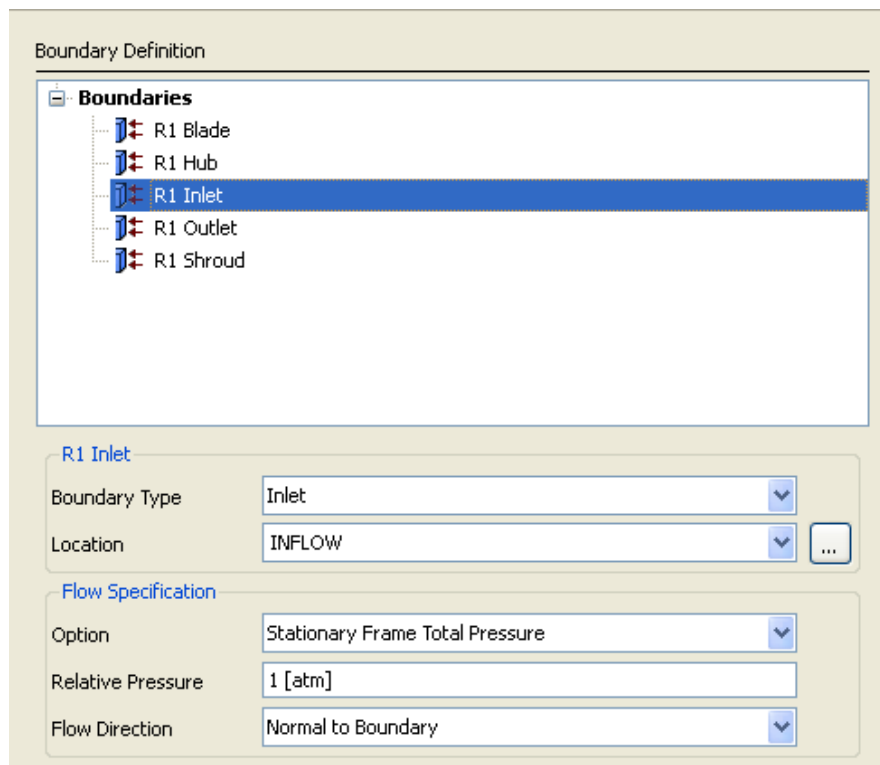 Boundary Definition
Boundaries
R1 Blade
R1 Hub
R1 Inlet
R1 Outlet
R1 Shroud
R1 Inlet
Boundary Type Inlet
Location INFLOW ...
Flow Specification
Option Stationary Frame Total Pressure
Relative Pressure 1 [atm]
Flow Direction Normal to Boundary